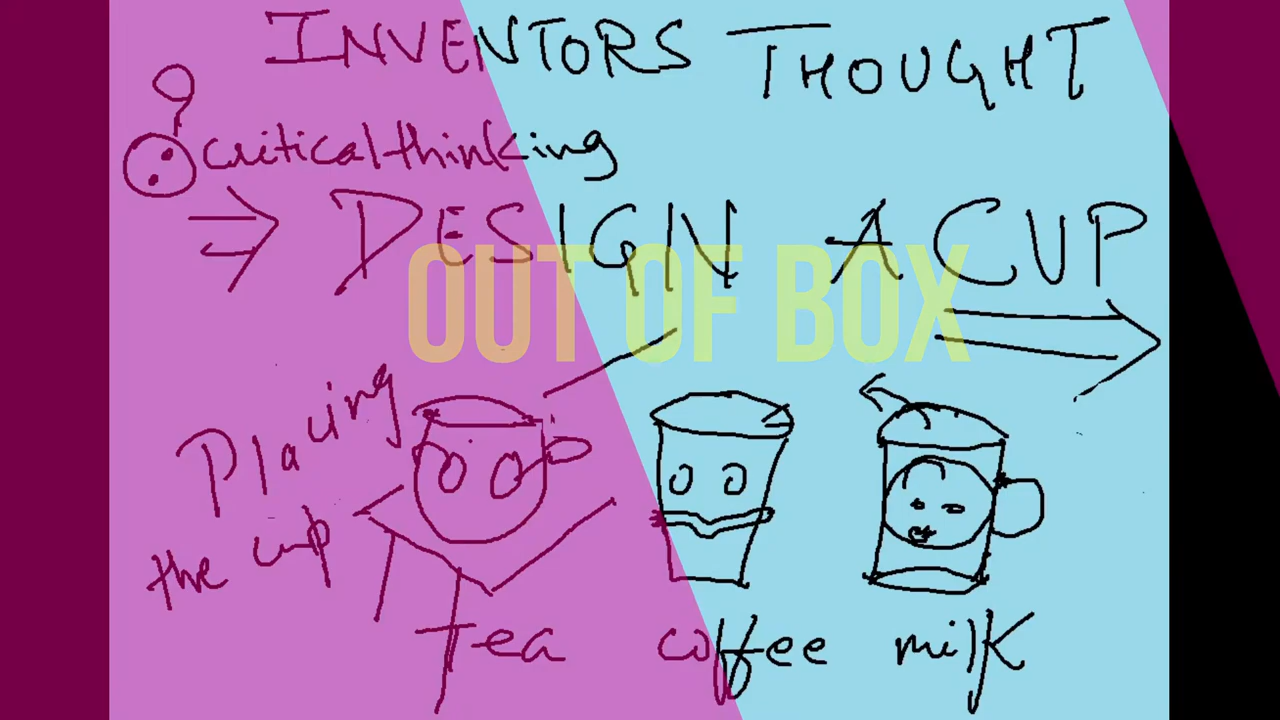 INVENTORS THOUGHT
critical thinking
DESIGN A CUP
OUT OF BOX
Placing
the cup
tea coffee milk